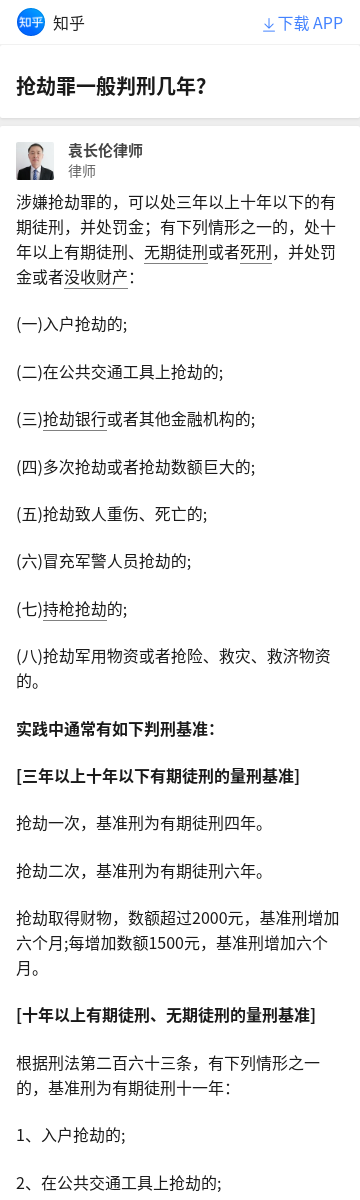 知乎 知乎 下载 APP
抢劫罪一般判刑几年?
袁长伦律师
律师
涉嫌抢劫罪的，可以处三年以上十年以下的有
期徒刑，并处罚金；有下列情形之一的，处十
年以上有期徒刑、无期徒刑或者死刑，并处罚
金或者没收财产：
(一)入户抢劫的;
(二)在公共交通工具上抢劫的;
(三)抢劫银行或者其他金融机构的;
(四)多次抢劫或者抢劫数额巨大的;
(五)抢劫致人重伤、死亡的;
(六)冒充军警人员抢劫的;
(七)持枪抢劫的;
(八)抢劫军用物资或者抢险、救灾、救济物资
的。
实践中通常有如下判刑基准：
[三年以上十年以下有期徒刑的量刑基准]
抢劫一次，基准刑为有期徒刑四年。
抢劫二次，基准刑为有期徒刑六年。
抢劫取得财物，数额超过2000元，基准刑增加
六个月;每增加数额1500元，基准刑增加六个
月。
[十年以上有期徒刑、无期徒刑的量刑基准]
根据刑法第二百六十三条，有下列情形之一
的，基准刑为有期徒刑十一年：
1、入户抢劫的;
2、在公共交通工具上抢劫的;